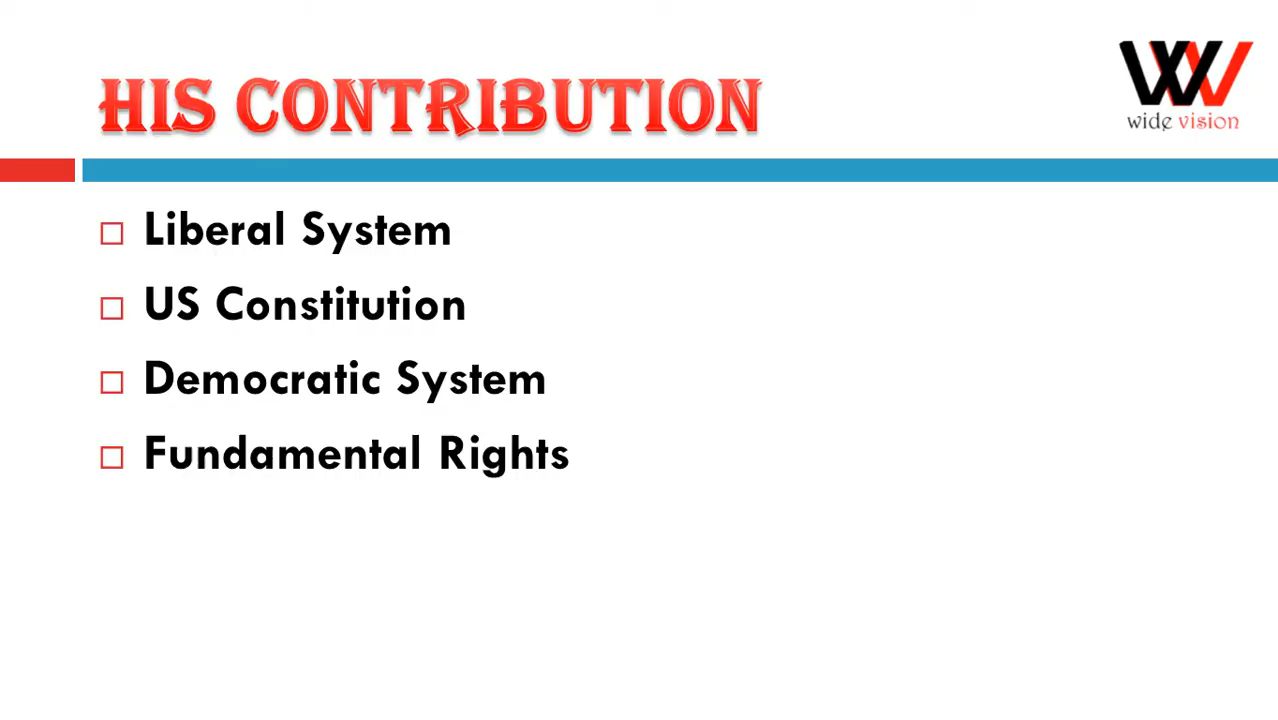 HIS CONTRIBUTION
wide vision
Liberal System
US Constitution
Democratic System
Fundamental Rights